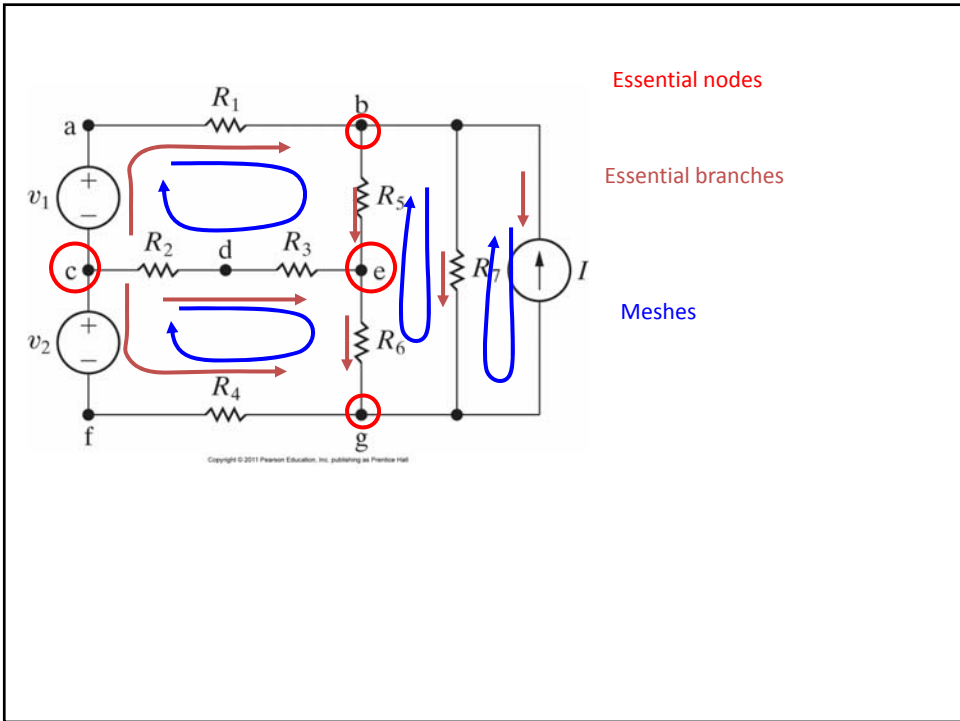 Essential nodes
R1 b
a
Essential branches
v1 + − R5
R2 d R3
c e R7 I
Meshes
v2 + − R6
R4
f g
Copyright © 2011 Pearson Education, Inc. publishing as Prentice Hall